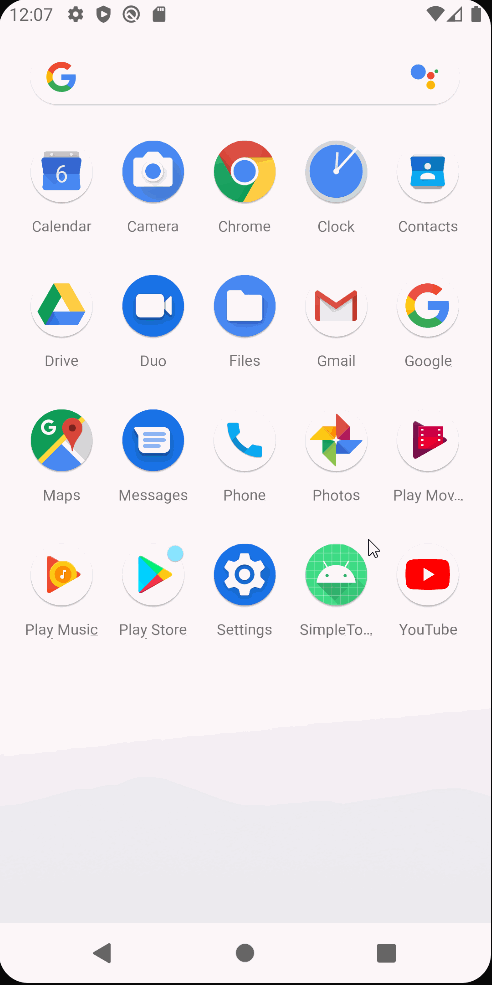 12:07
G
6
Calendar Camera Chrome Clock Contacts
G
Drive Duo Files Gmail Google
G
Maps Messages Phone Photos Play Mov...
Play Music Play Store Settings SimpleTo... YouTube